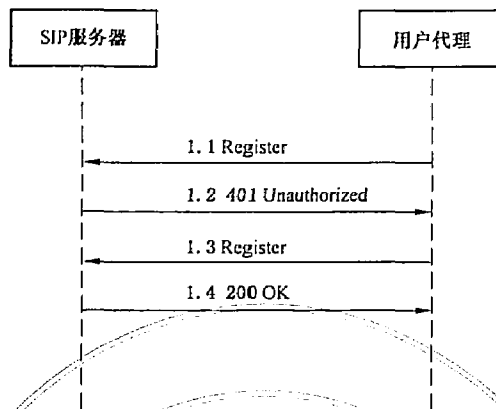 SIP服务器
用户代理
1.1 Register
1.2 401 Unauthorized
1.3 Register
1.4 200 OK